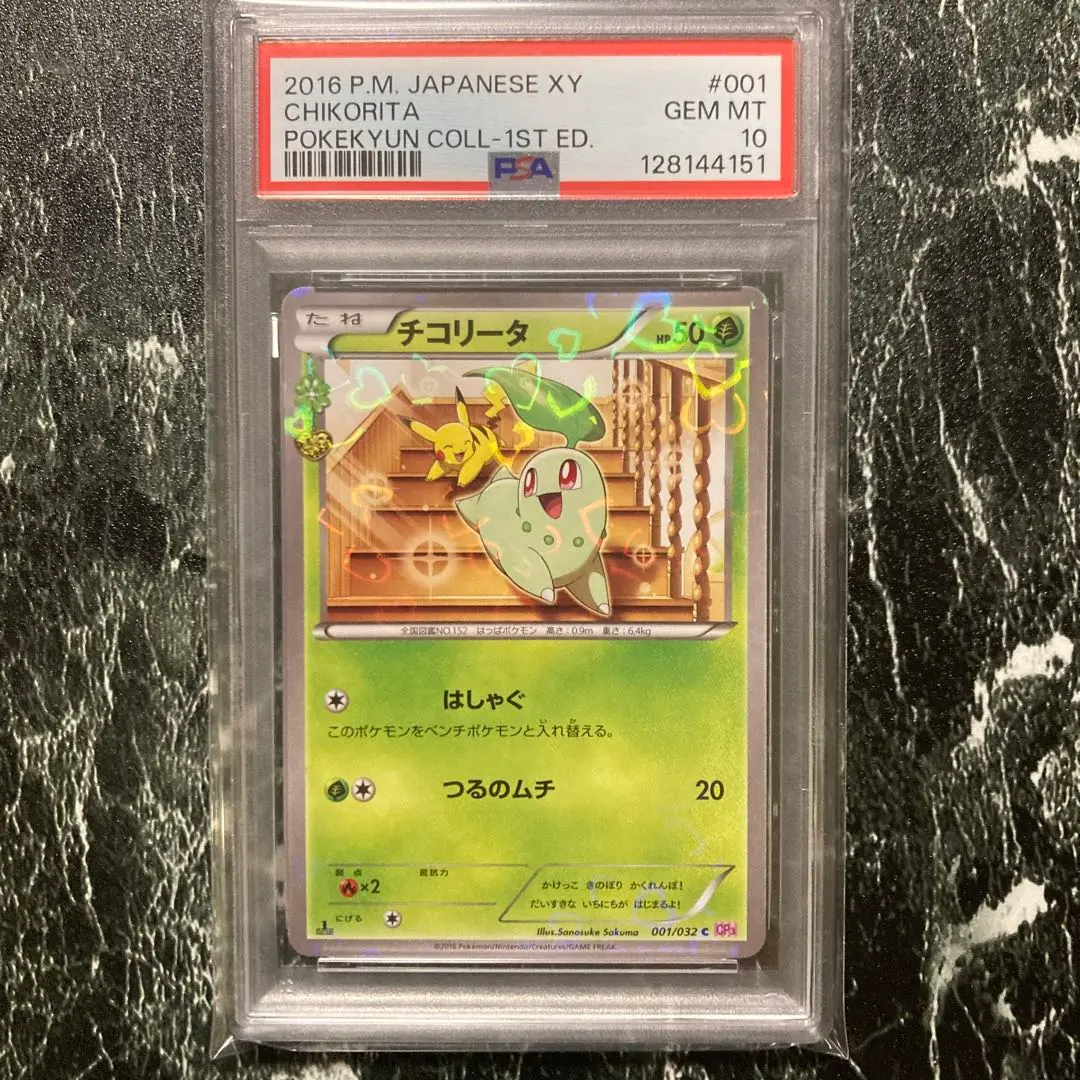 2016 P.M. JAPANESE XY #001
CHIKORITA GEM MT
POKEKYUN COLL-1ST ED. 10
PSA 128144151
たね チコリータ HP50
全国図鑑NO.152 はっぱポケモン 高さ:0.9m 重さ:6.4kg
はしゃぐ
このポケモンをベンチポケモンと入れ替える。
つるのムチ 20
弱点 抵抗力
×2
にげる
かけっこ きのぼり かくれんぼ!
だいすきな いちにちが はじまるよ!
1
Illus.Sanosuke Sakuma 001/032 C CP3
©2016 Pokémon/Nintendo/Creatures/GAME FREAK.